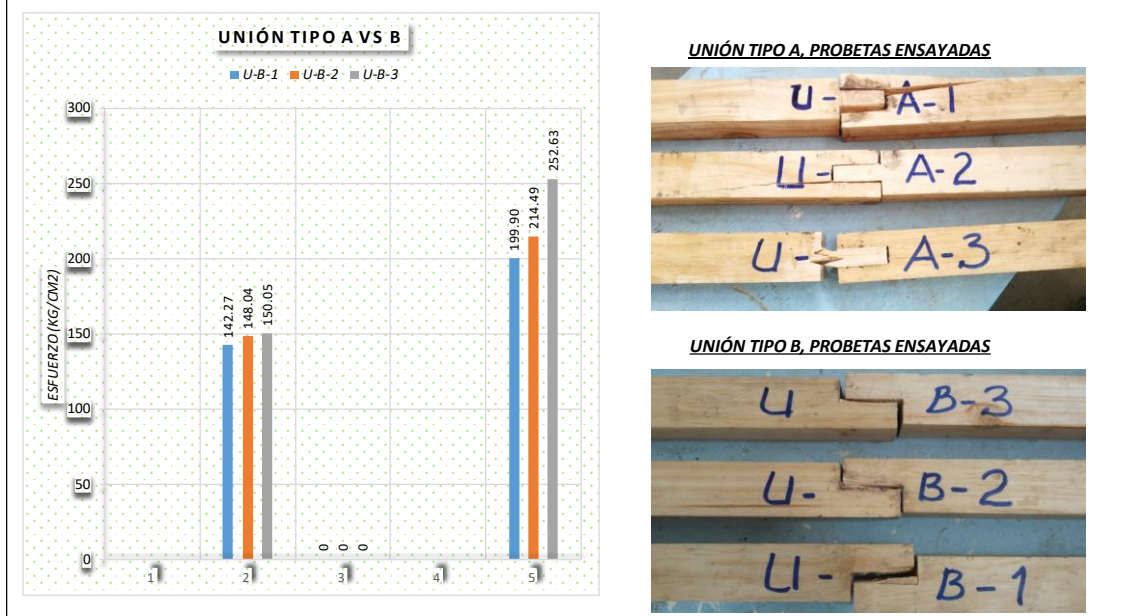 UNIÓN TIPO A VS B
U-B-1 U-B-2 U-B-3
ESFUERZO (KG/CM2)
300
250
200
150
100
50
0
142.27
148.04
150.05
0
0
0
199.90
214.49
252.63
1 2 3 4 5
UNIÓN TIPO A, PROBETAS ENSAYADAS
U- A-1
U- A-2
U- A-3
UNIÓN TIPO B, PROBETAS ENSAYADAS
U B-3
U- B-2
U- B-1